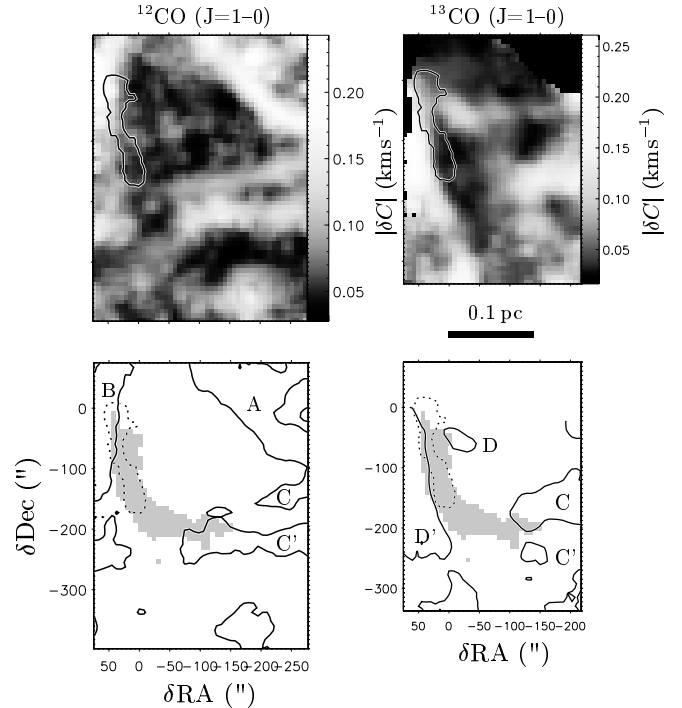 ¹²CO (J=1−0)
¹³CO (J=1−0)
0.20
0.15
0.10
0.05
|δC| (kms⁻¹)
0.25
0.20
0.15
0.10
0.05
|δC| (kms⁻¹)
0.1 pc
B
A
C
C'
0
−100
−200
−300
δDec (")
50 0 −50−100−150−200−250
δRA (")
D
C
D'
C'
0
−100
−200
−300
50 0 −50 −100−150−200
δRA (")